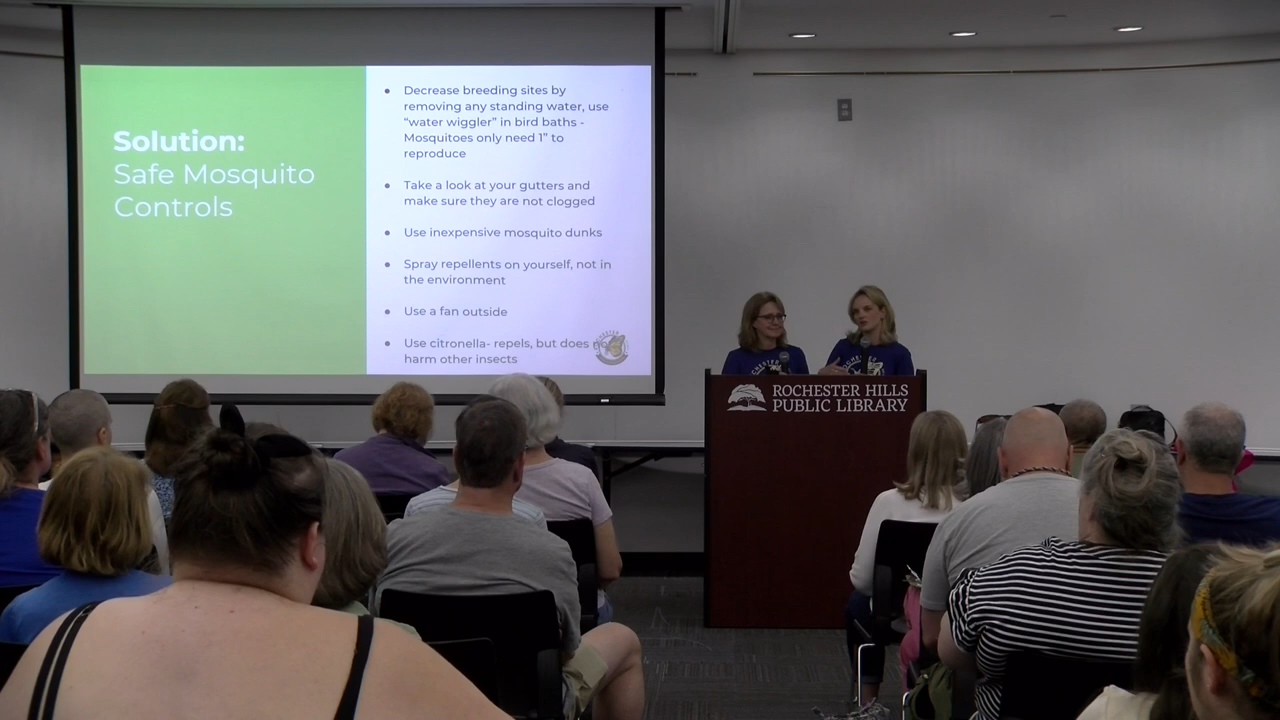 Solution:
Safe Mosquito
Controls
● Decrease breeding sites by
removing any standing water, use
“water wiggler” in bird baths -
Mosquitoes only need 1” to
reproduce
● Take a look at your gutters and
make sure they are not clogged
● Use inexpensive mosquito dunks
● Spray repellents on yourself, not in
the environment
● Use a fan outside
● Use citronella- repels, but does
harm other insects
ROCHESTER HILLS
PUBLIC LIBRARY